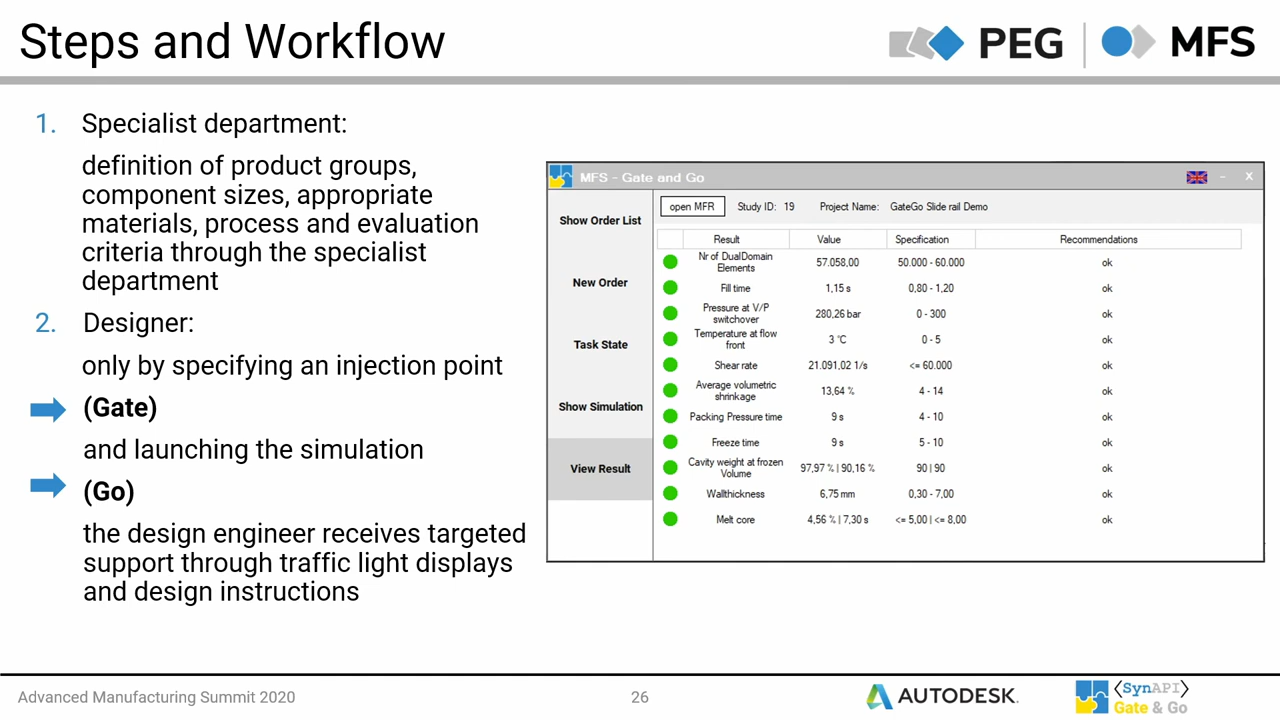 Steps and Workflow
PEG | MFS
1. Specialist department:
definition of product groups,
component sizes, appropriate
materials, process and evaluation
criteria through the specialist
department
2. Designer:
only by specifying an injection point
(Gate)
and launching the simulation
(Go)
the design engineer receives targeted
support through traffic light displays
and design instructions
MFS - Gate and Go – X
Show Order List
New Order
Task State
Show Simulation
View Result
open MFR Study ID: 19 Project Name: GateGo Slide rail Demo
Result Value Specification Recommendations
Nr of DualDomain
Elements 57.058,00 50.000 - 60.000 ok
Fill time 1,15 s 0,80 - 1,20 ok
Pressure at V/P
switchover 280,26 bar 0 - 300 ok
Temperature at flow
front 3 °C 0 - 5 ok
Shear rate 21.091,02 1/s <= 60.000 ok
Average volumetric
shrinkage 13,64 % 4 - 14 ok
Packing Pressure time 9 s 4 - 10 ok
Freeze time 9 s 5 - 10 ok
Cavity weight at frozen
Volume 97,97 % | 90,16 % 90 | 90 ok
Wallthickness 6,75 mm 0,30 - 7,00 ok
Melt core 4,56 % | 7,30 s <= 5,00 | <= 8,00 ok
Advanced Manufacturing Summit 2020
26
AUTODESK.
<SynAPI>
Gate & Go